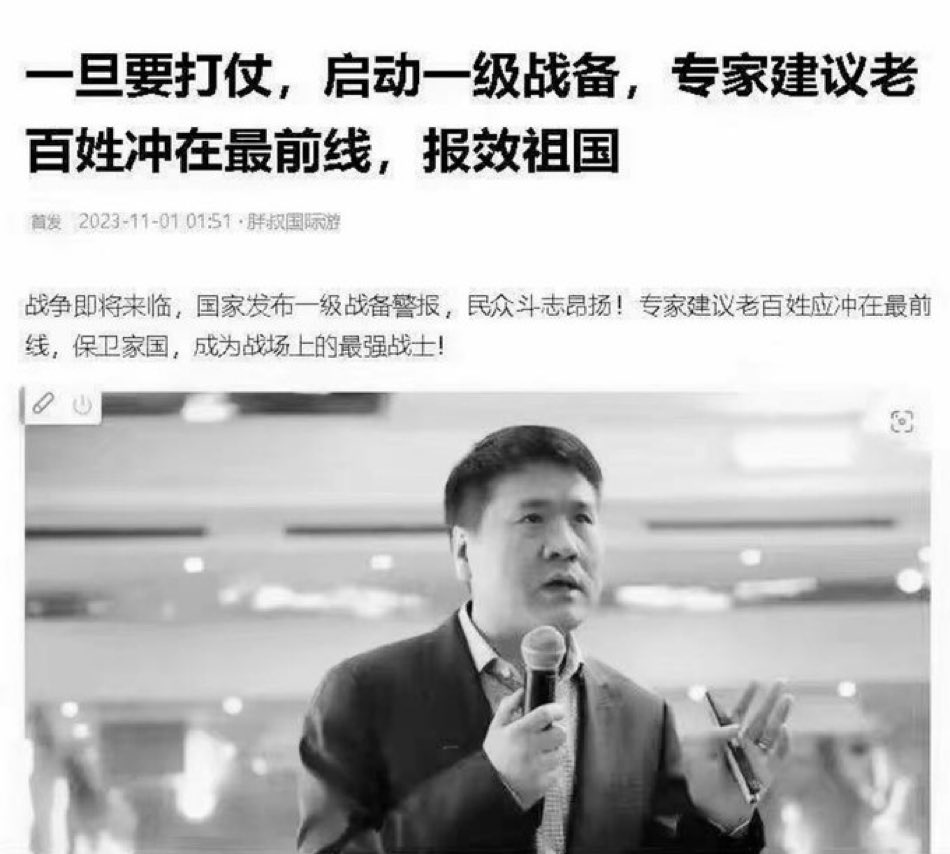 一旦要打仗，启动一级战备，专家建议老
百姓冲在最前线，报效祖国
首发 2023-11-01 01:51 · 胖叔国际游
战争即将来临，国家发布一级战备警报，民众斗志昂扬！专家建议老百姓应冲在最前
线，保卫家国，成为战场上的最强战士！